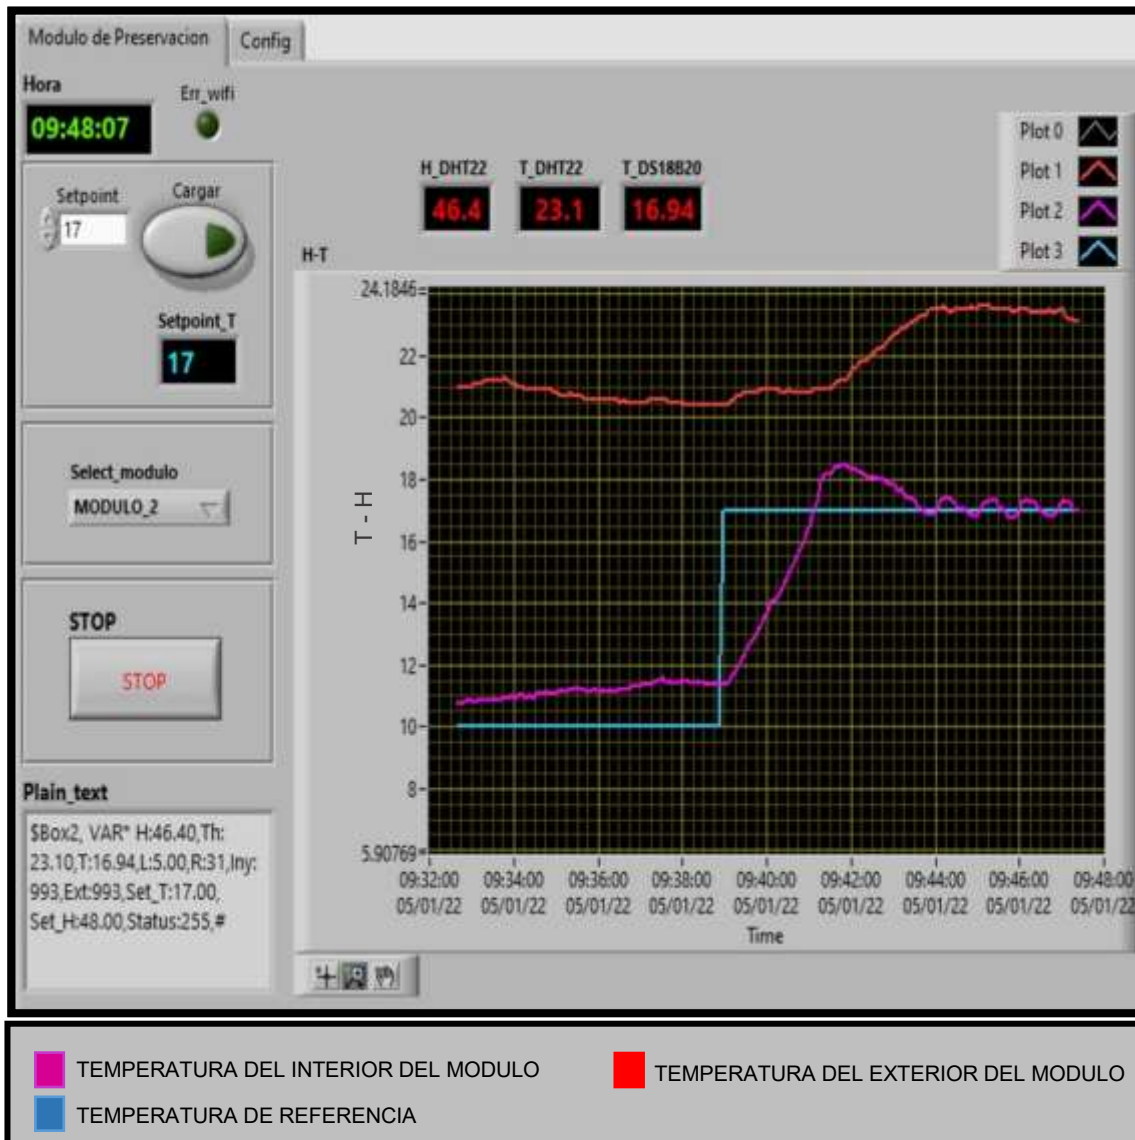 Modulo de Preservacion
Config
Hora
09:48:07
Err_wifi
Setpoint
17
Cargar
Setpoint_T
17
Select_modulo
MODULO_2
STOP
STOP
Plain_text
$Box2, VAR* H:46.40,Th:
23.10,T:16.94,L:5.00,R:31,Iny:
993,Ext:993,Set_T:17.00,
Set_H:48.00,Status:255,#
H_DHT22
T_DHT22
T_DS18B20
46.4
23.1
16.94
Plot 0
Plot 1
Plot 2
Plot 3
H-T
T - H
24.1846
22
20
18
16
14
12
10
8
5.90769
09:32:00 09:34:00 09:36:00 09:38:00 09:40:00 09:42:00 09:44:00 09:46:00 09:48:00
05/01/22 05/01/22 05/01/22 05/01/22 05/01/22 05/01/22 05/01/22 05/01/22 05/01/22
Time
TEMPERATURA DEL INTERIOR DEL MODULO
TEMPERATURA DEL EXTERIOR DEL MODULO
TEMPERATURA DE REFERENCIA